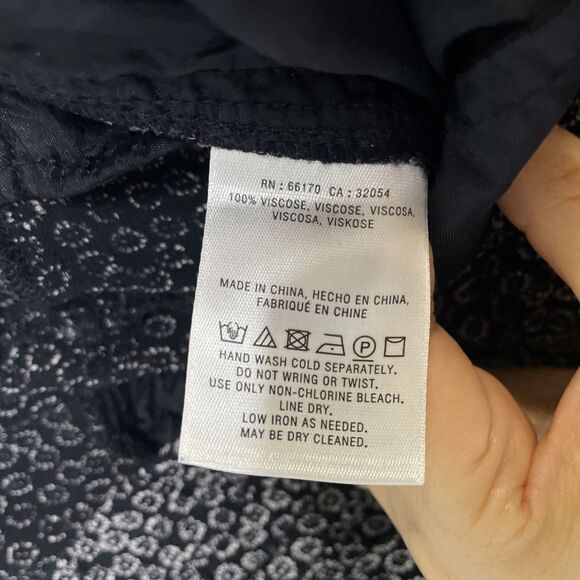 RN : 66170 CA : 32054
100% VISCOSE, VISCOSE, VISCOSA,
VISCOSA, VISKOSE
MADE IN CHINA, HECHO EN CHINA,
FABRIQUÉ EN CHINE
P
HAND WASH COLD SEPARATELY.
DO NOT WRING OR TWIST.
USE ONLY NON-CHLORINE BLEACH.
LINE DRY.
LOW IRON AS NEEDED.
MAY BE DRY CLEANED.